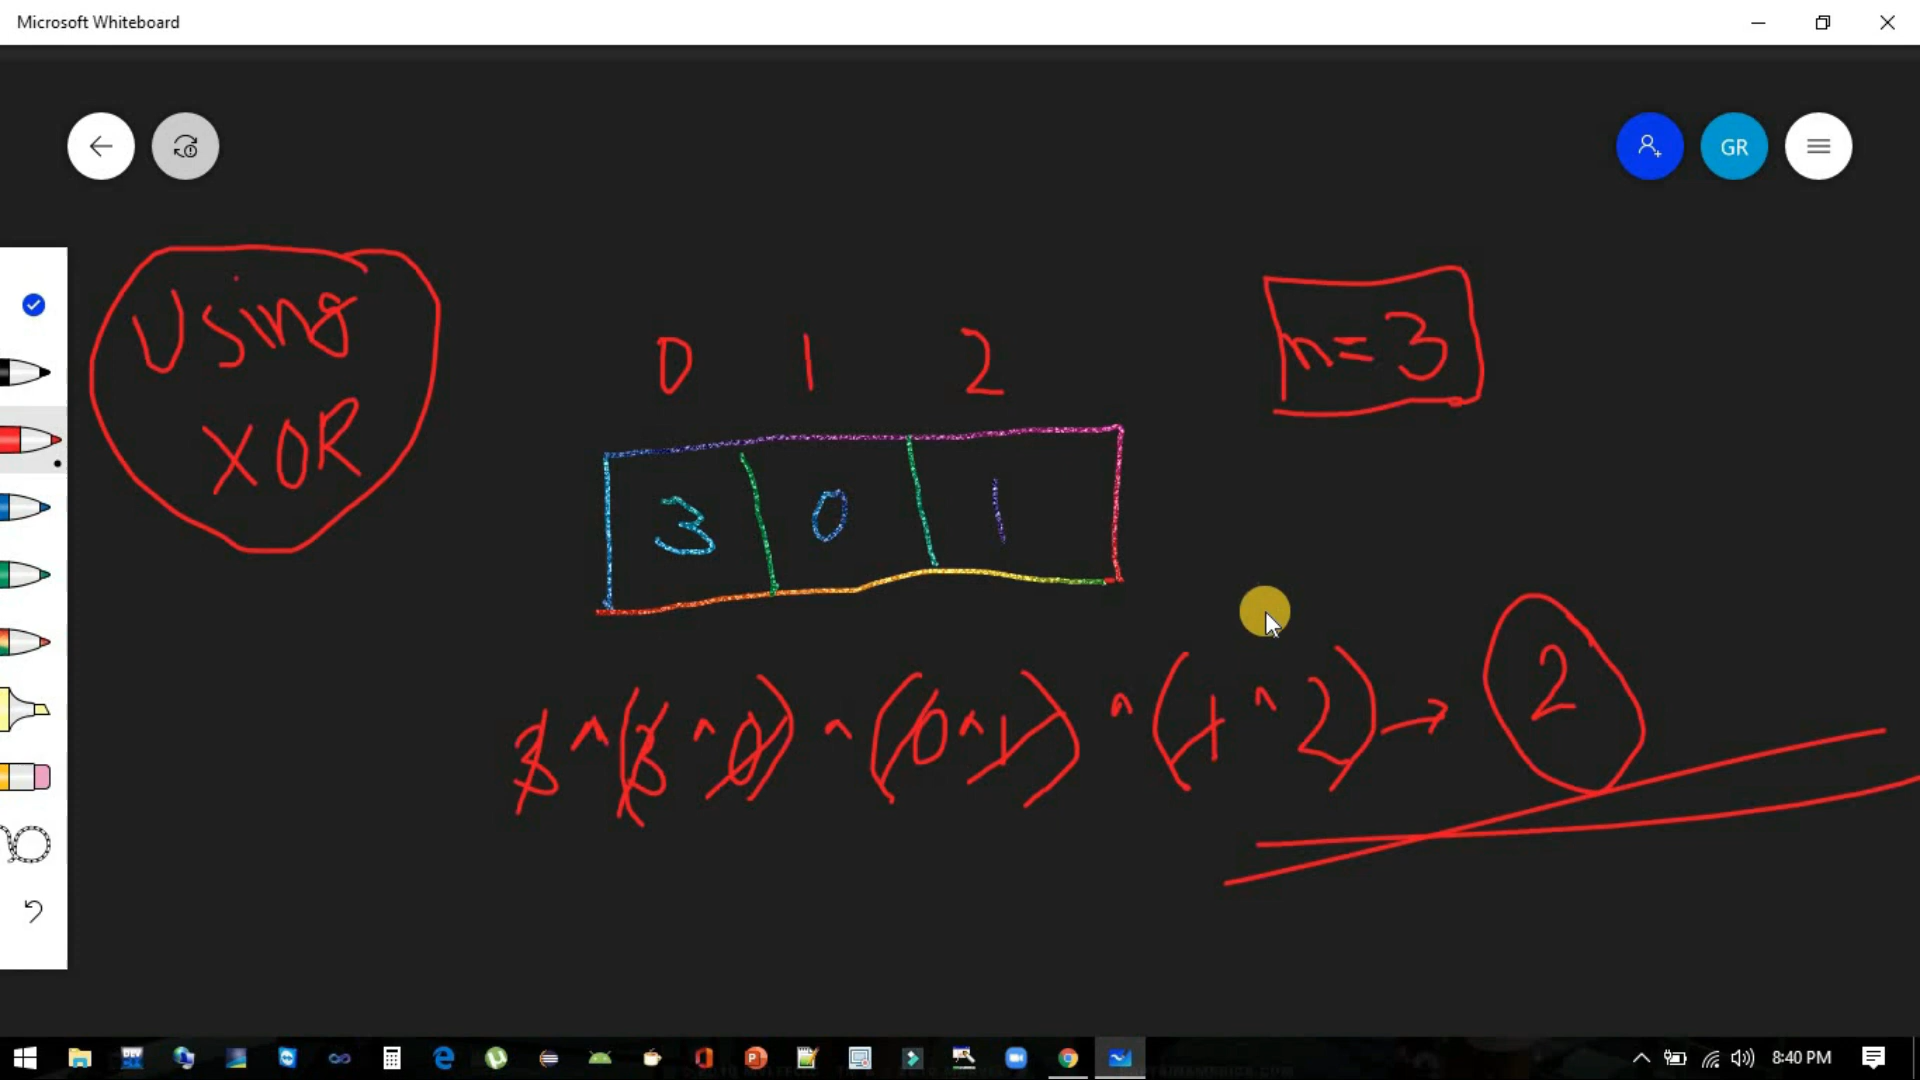 Microsoft Whiteboard
GR
Using
XOR
0 1 2
n=3
3 0 1
3^(3^0)^(0^1)^(1^2)→2
DEV
8:40 PM